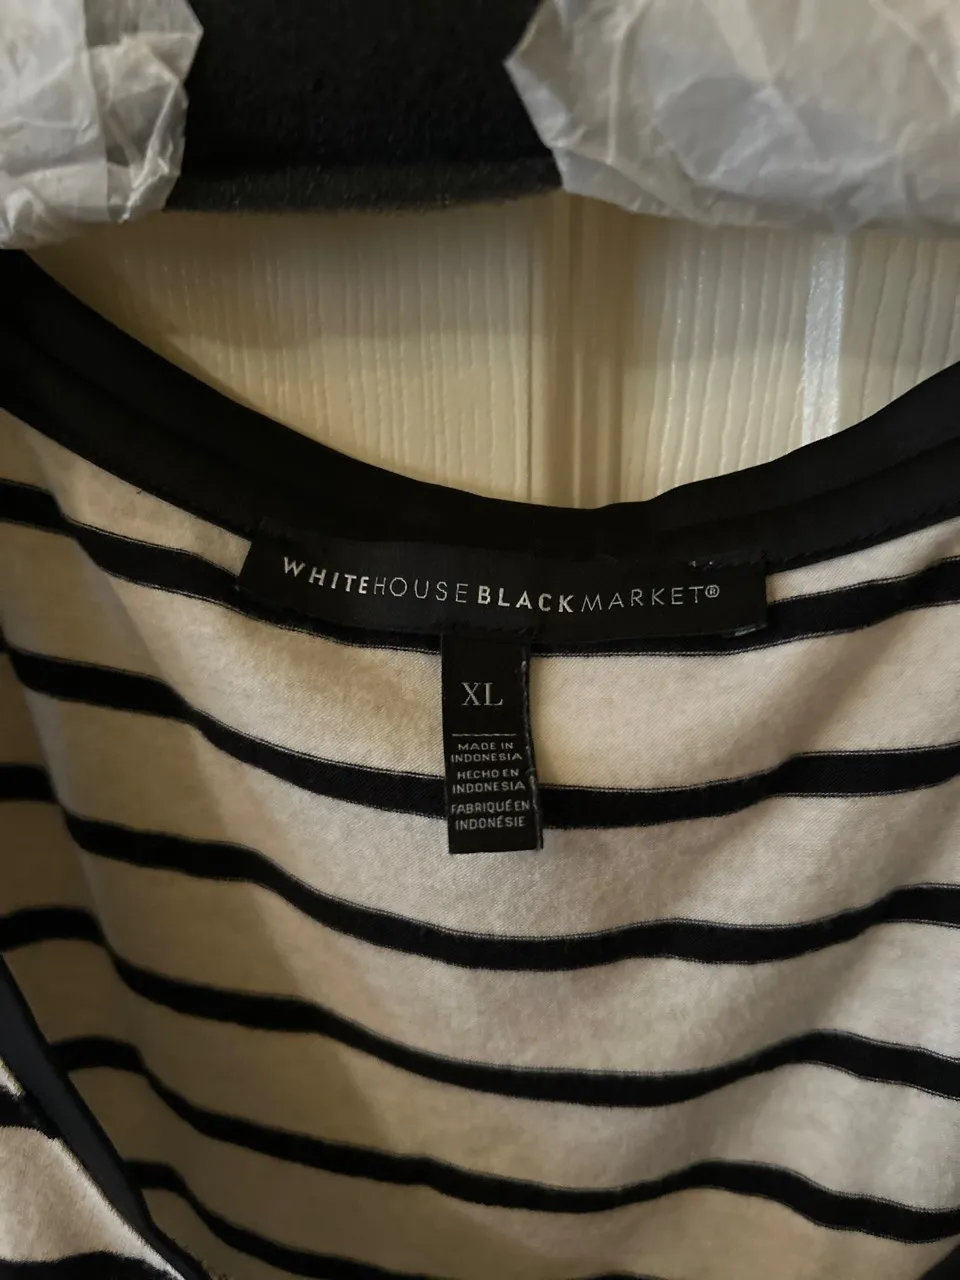 WHITEHOUSEBLACKMARKET®
XL
MADE IN
INDONESIA
HECHO EN
INDONESIA
FABRIQUÉ EN
INDONÉSIE